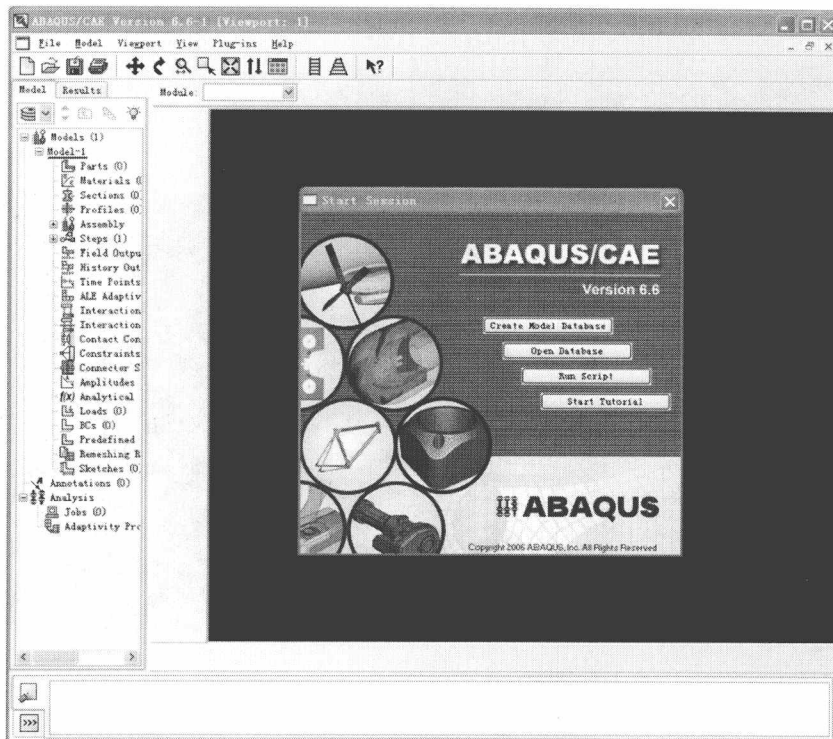 ABAQUS/CAE Version 6.6-1 [Viewport: 1]
File Model Viewport View Plug-ins Help
Model Results Module:
Models (1)
Model-1
Parts (0)
Materials (0
Sections (0)
Profiles (0
Assembly
Steps (1)
Field Outpu
History Out
Time Points
ALE Adaptiv
Interaction
Interaction
Contact Con
Constraints
Connector S
Amplitudes
f(x) Analytical
Loads (0)
BCs (0)
Predefined
Remeshing R
Sketches (0
Annotations (0)
Analysis
Jobs (0)
Adaptivity Pro
Start Session
ABAQUS/CAE
Version 6.6
Create Model Database
Open Database
Run Script
Start Tutorial
ABAQUS
Copyright 2006 ABAQUS, Inc. All Rights Reserved
>>>